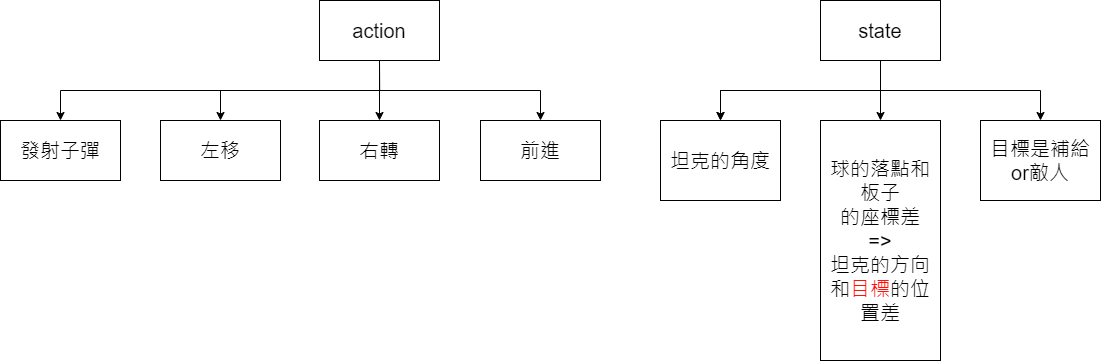 action
state
發射子彈
左移
右轉
前進
坦克的角度
球的落點和
板子
的座標差
=>
坦克的方向
和目標的位
置差
目標是補給
or敵人